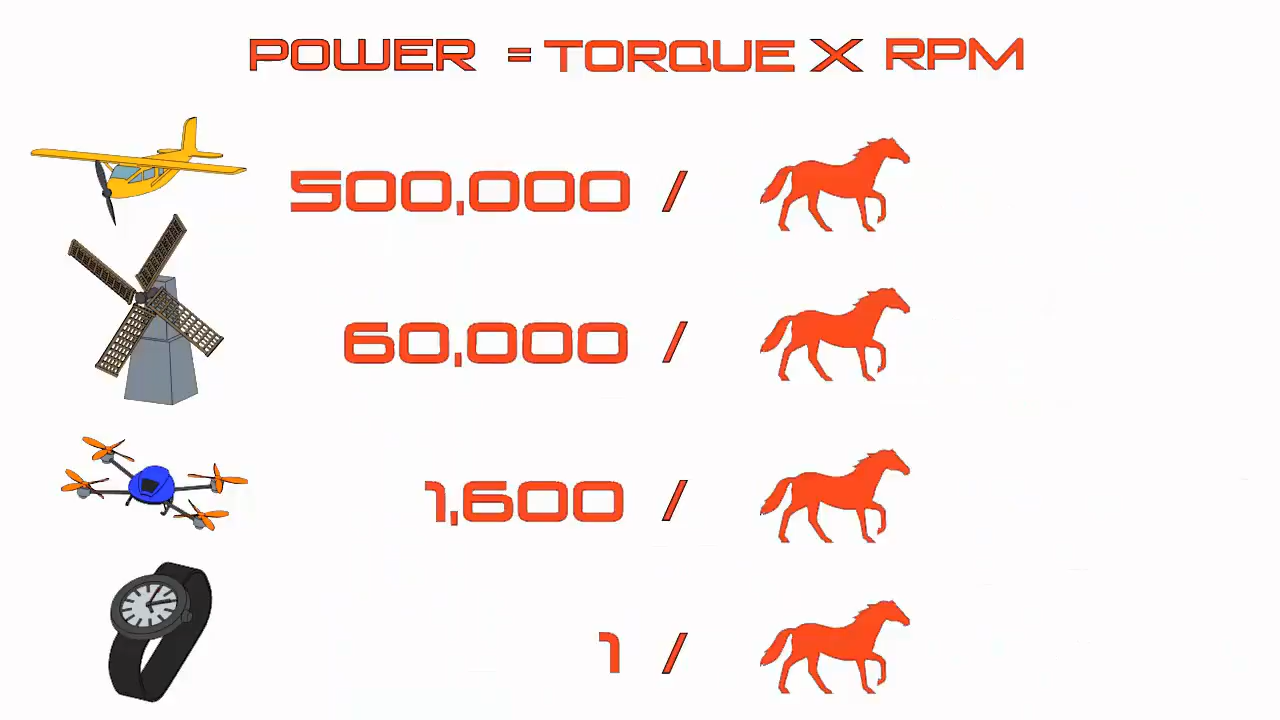 POWER = TORQUE X RPM
500,000 /
60,000 /
1,600 /
1 /